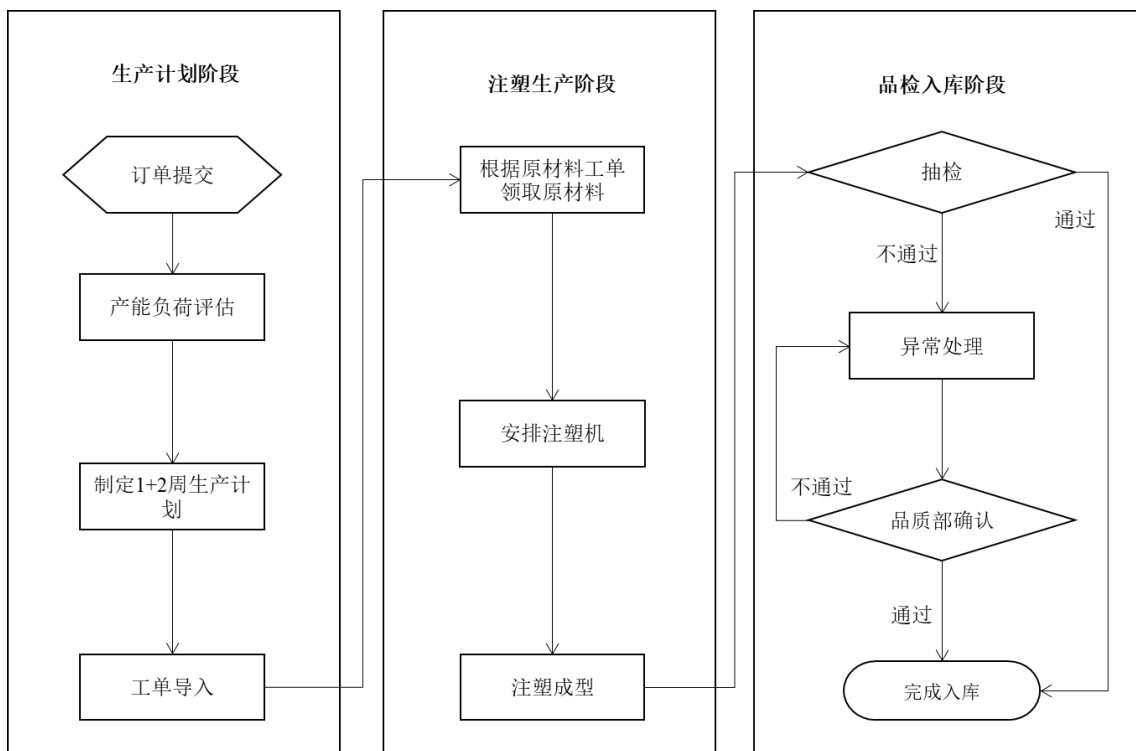 生产计划阶段
订单提交
产能负荷评估
制定1+2周生产计
划
工单导入
注塑生产阶段
根据原材料工单
领取原材料
安排注塑机
注塑成型
品检入库阶段
抽检
通过
不通过
异常处理
不通过
品质部确认
通过
完成入库